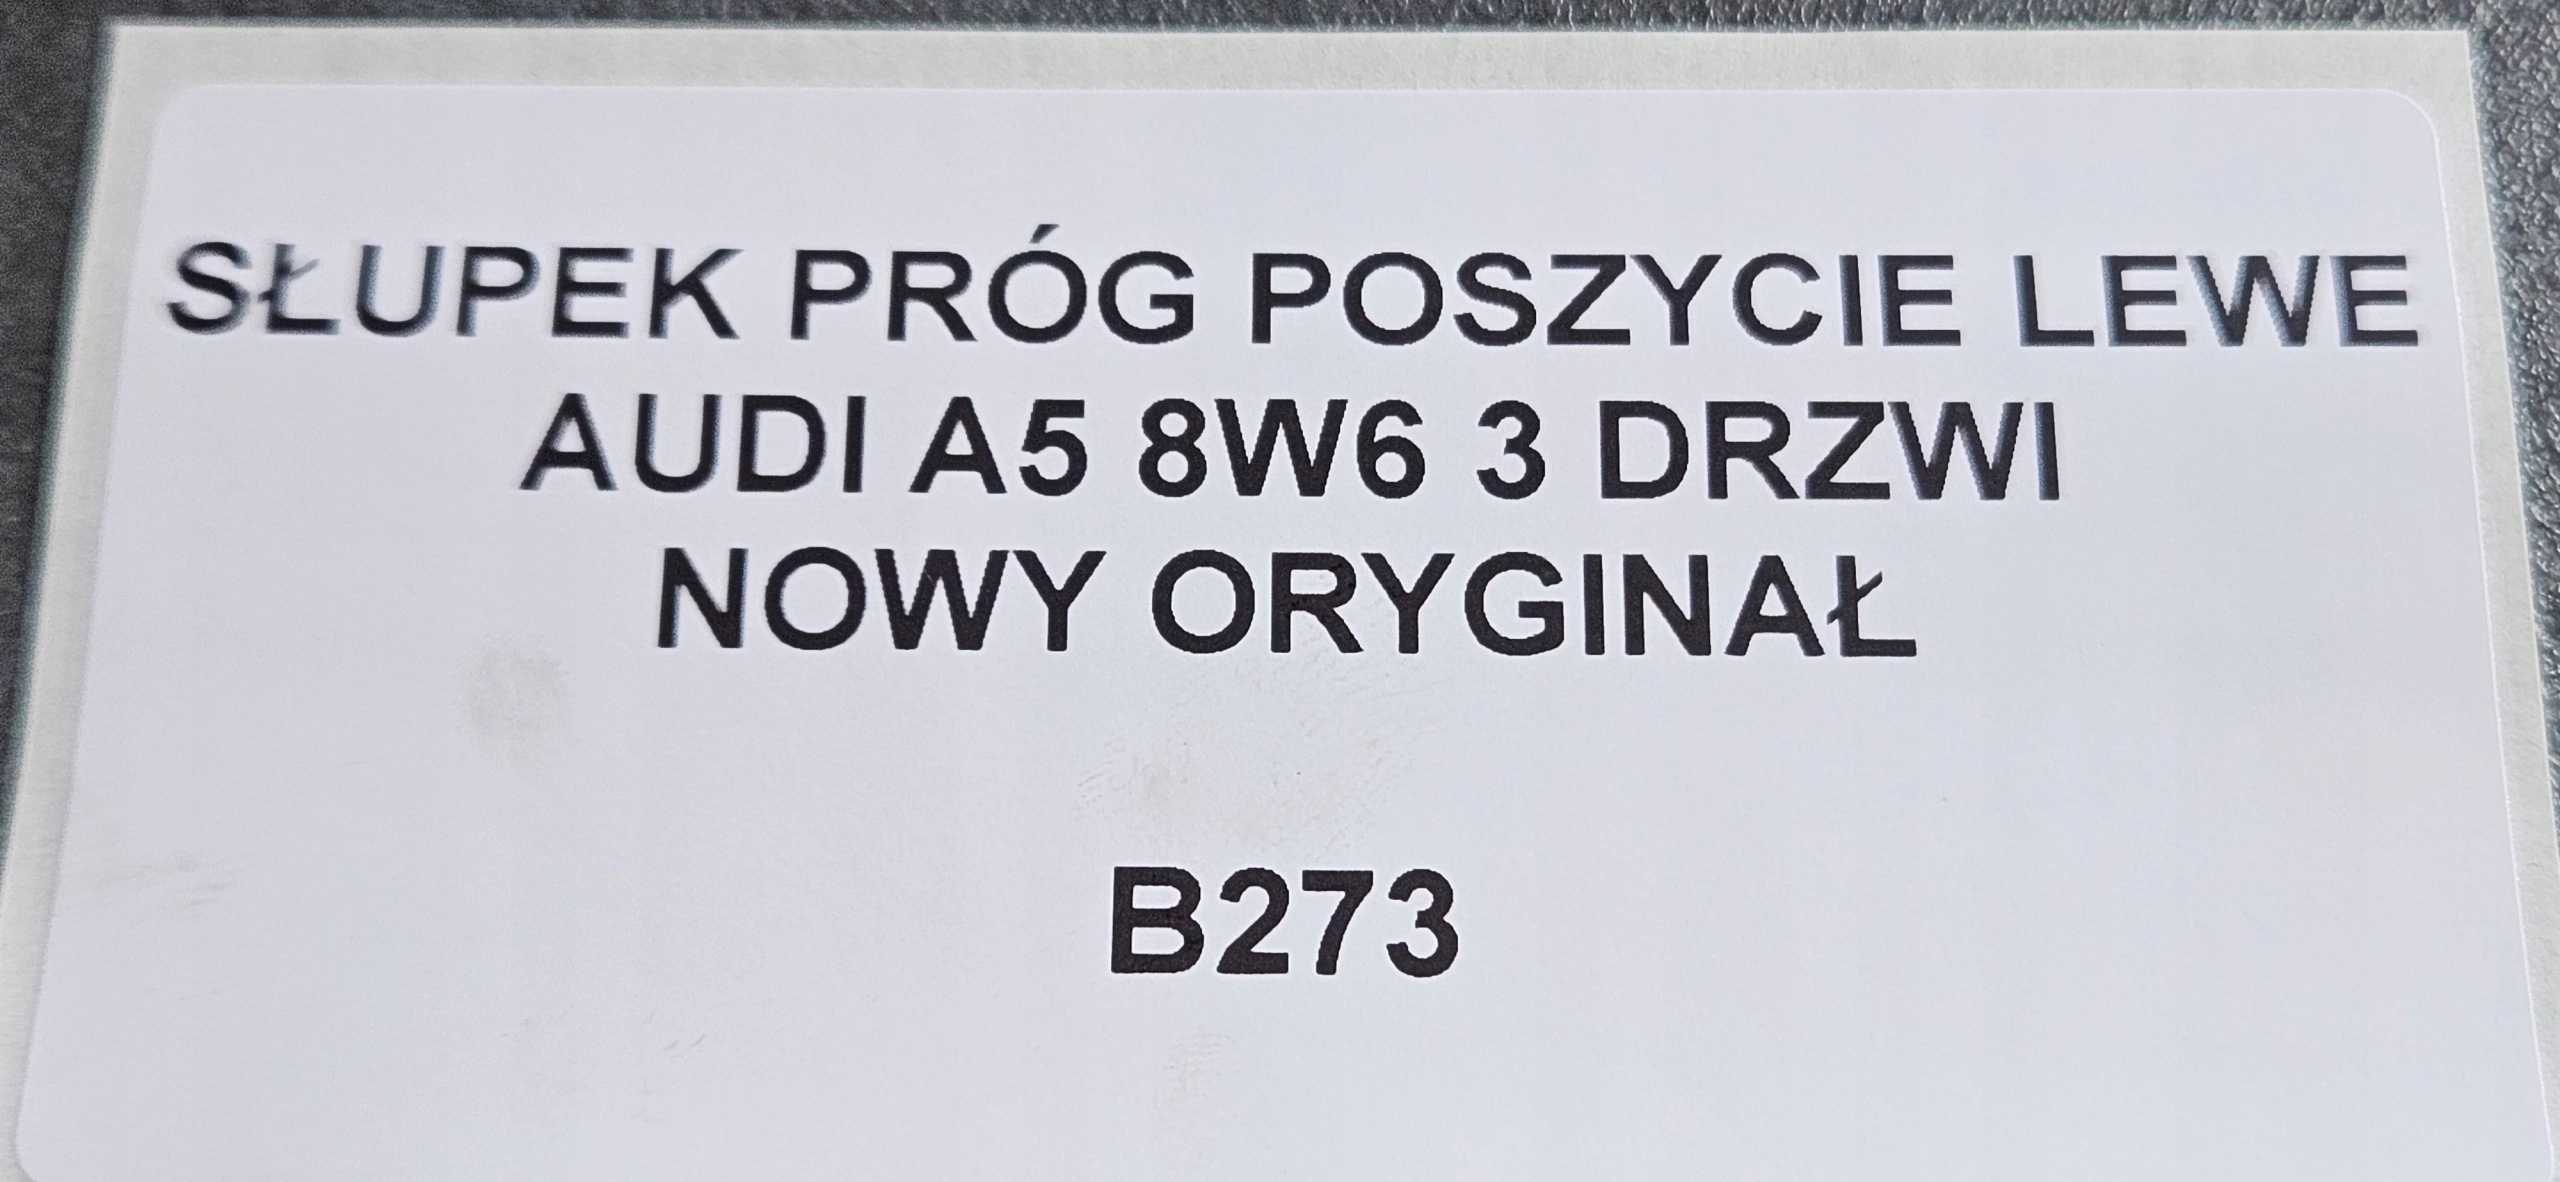 SŁUPEK PRÓG POSZYCIE LEWE
AUDI A5 8W6 3 DRZWI
NOWY ORYGINAŁ
B273